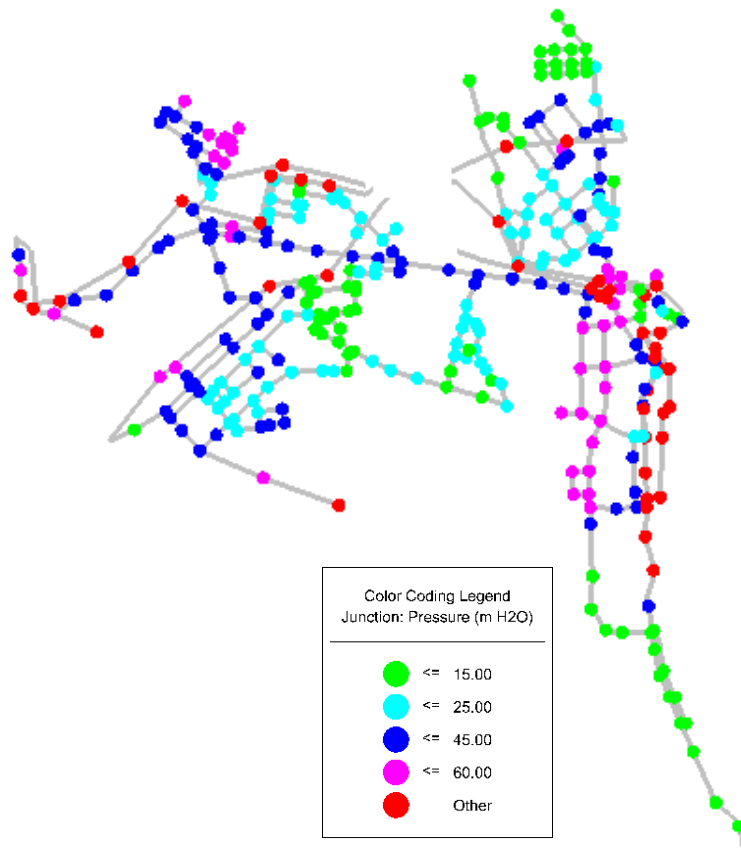 Color Coding Legend
Junction: Pressure (m H2O)
<= 15.00
<= 25.00
<= 45.00
<= 60.00
Other